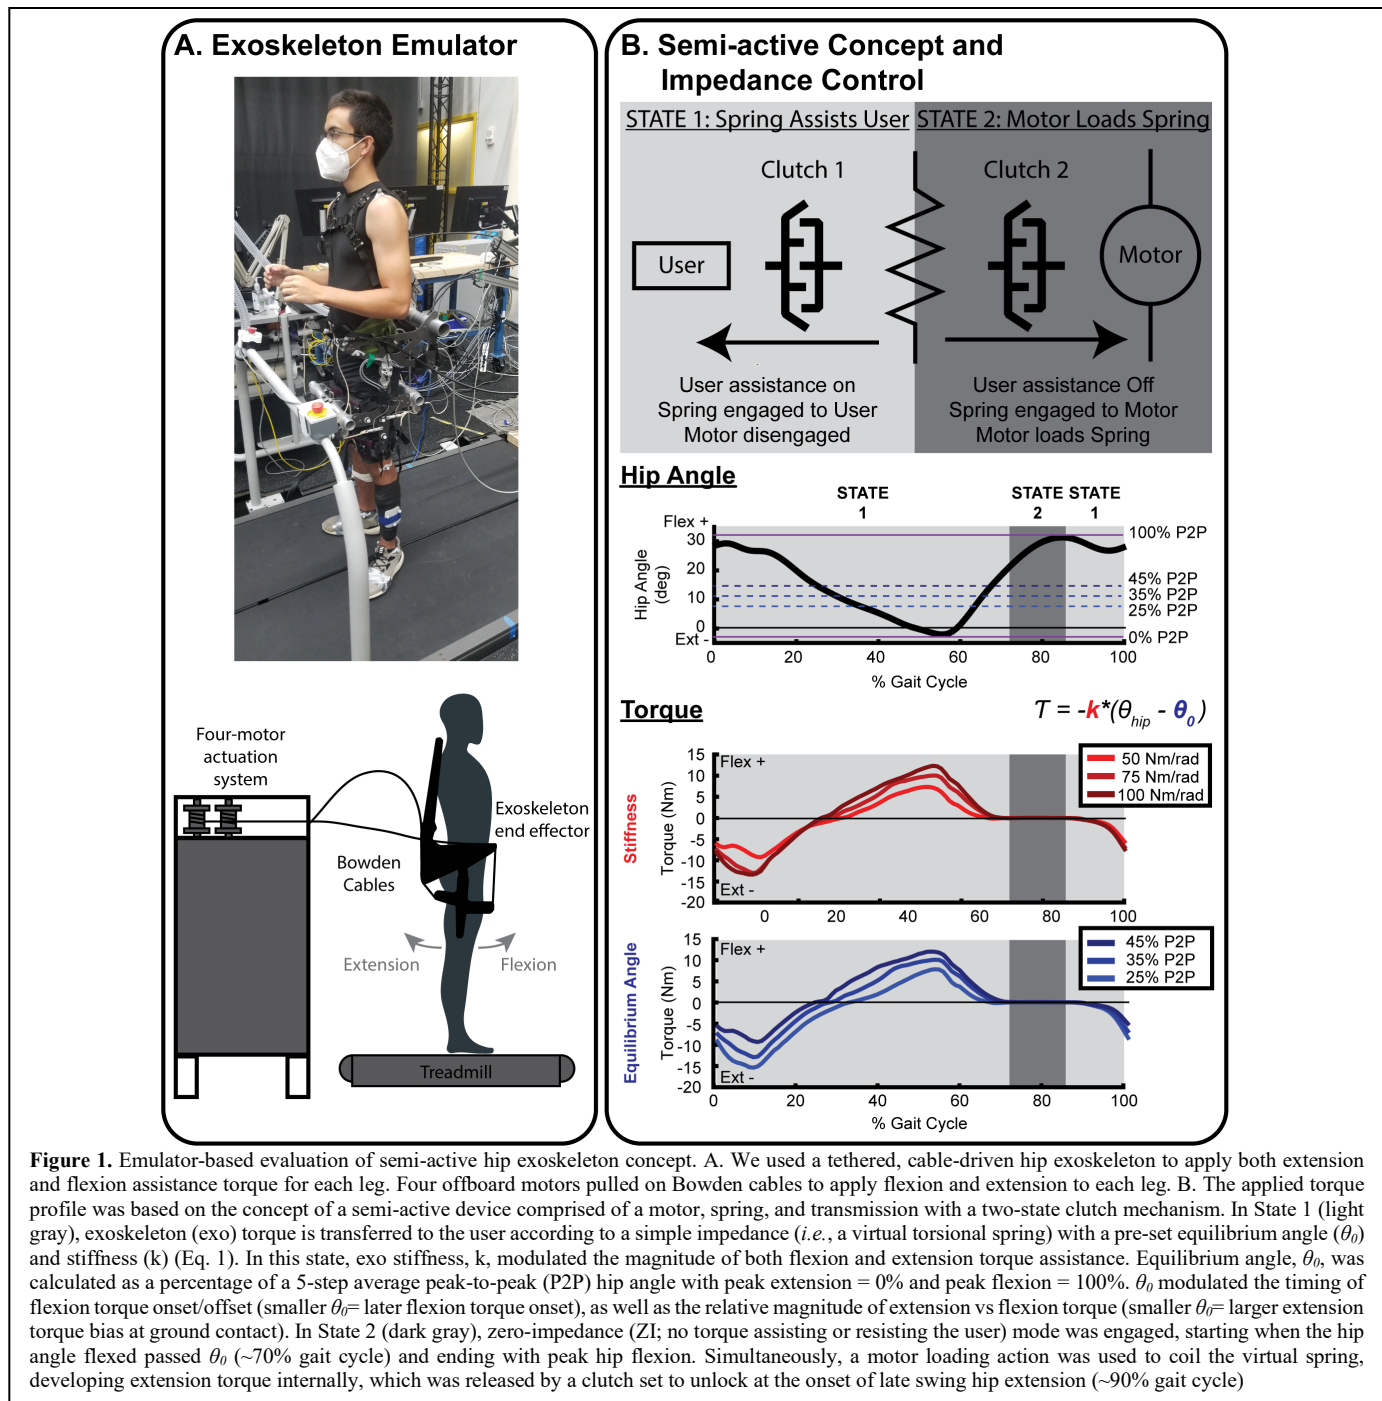 A. Exoskeleton Emulator
Four-motor
actuation
system
Exoskeleton
end effector
Bowden
Cables
Extension
Flexion
Treadmill
B. Semi-active Concept and
Impedance Control
STATE 1: Spring Assists User
STATE 2: Motor Loads Spring
Clutch 1
Clutch 2
User
Motor
User assistance on
Spring engaged to User
Motor disengaged
User assistance Off
Spring engaged to Motor
Motor loads Spring
Hip Angle
STATE
1
STATE
2
STATE
1
Flex +
30
20
10
0
Ext -
Hip Angle
(deg)
100% P2P
45% P2P
35% P2P
25% P2P
0% P2P
0 20 40 60 80 100
% Gait Cycle
Torque
T = -k*(θhip - θ0)
Stiffness
Torque (Nm)
15
10
5
0
-5
-10
-15
-20
Flex +
Ext -
50 Nm/rad
75 Nm/rad
100 Nm/rad
0 20 40 60 80 100
Equilibrium Angle
Torque (Nm)
15
10
5
0
-5
-10
-15
-20
Flex +
Ext -
45% P2P
35% P2P
25% P2P
0 20 40 60 80 100
% Gait Cycle
Figure 1. Emulator-based evaluation of semi-active hip exoskeleton concept. A. We used a tethered, cable-driven hip exoskeleton to apply both extension
and flexion assistance torque for each leg. Four offboard motors pulled on Bowden cables to apply flexion and extension to each leg. B. The applied torque
profile was based on the concept of a semi-active device comprised of a motor, spring, and transmission with a two-state clutch mechanism. In State 1 (light
gray), exoskeleton (exo) torque is transferred to the user according to a simple impedance (i.e., a virtual torsional spring) with a pre-set equilibrium angle (θ0)
and stiffness (k) (Eq. 1). In this state, exo stiffness, k, modulated the magnitude of both flexion and extension torque assistance. Equilibrium angle, θ0, was
calculated as a percentage of a 5-step average peak-to-peak (P2P) hip angle with peak extension = 0% and peak flexion = 100%. θ0 modulated the timing of
flexion torque onset/offset (smaller θ0= later flexion torque onset), as well as the relative magnitude of extension vs flexion torque (smaller θ0= larger extension
torque bias at ground contact). In State 2 (dark gray), zero-impedance (ZI; no torque assisting or resisting the user) mode was engaged, starting when the hip
angle flexed passed θ0 (~70% gait cycle) and ending with peak hip flexion. Simultaneously, a motor loading action was used to coil the virtual spring,
developing extension torque internally, which was released by a clutch set to unlock at the onset of late swing hip extension (~90% gait cycle)